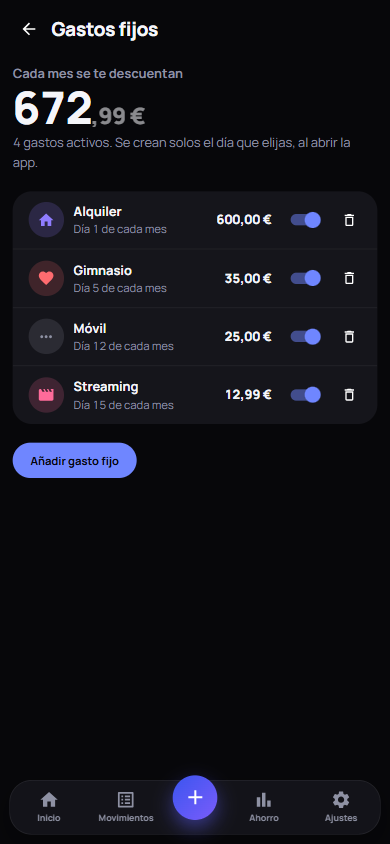 Gastos fijos
Cada mes se te descuentan
672,99 €
4 gastos activos. Se crean solos el día que elijas, al abrir la
app.
Alquiler
Día 1 de cada mes
600,00 €
Gimnasio
Día 5 de cada mes
35,00 €
Móvil
Día 12 de cada mes
25,00 €
Streaming
Día 15 de cada mes
12,99 €
Añadir gasto fijo
Inicio
Movimientos
Ahorro
Ajustes